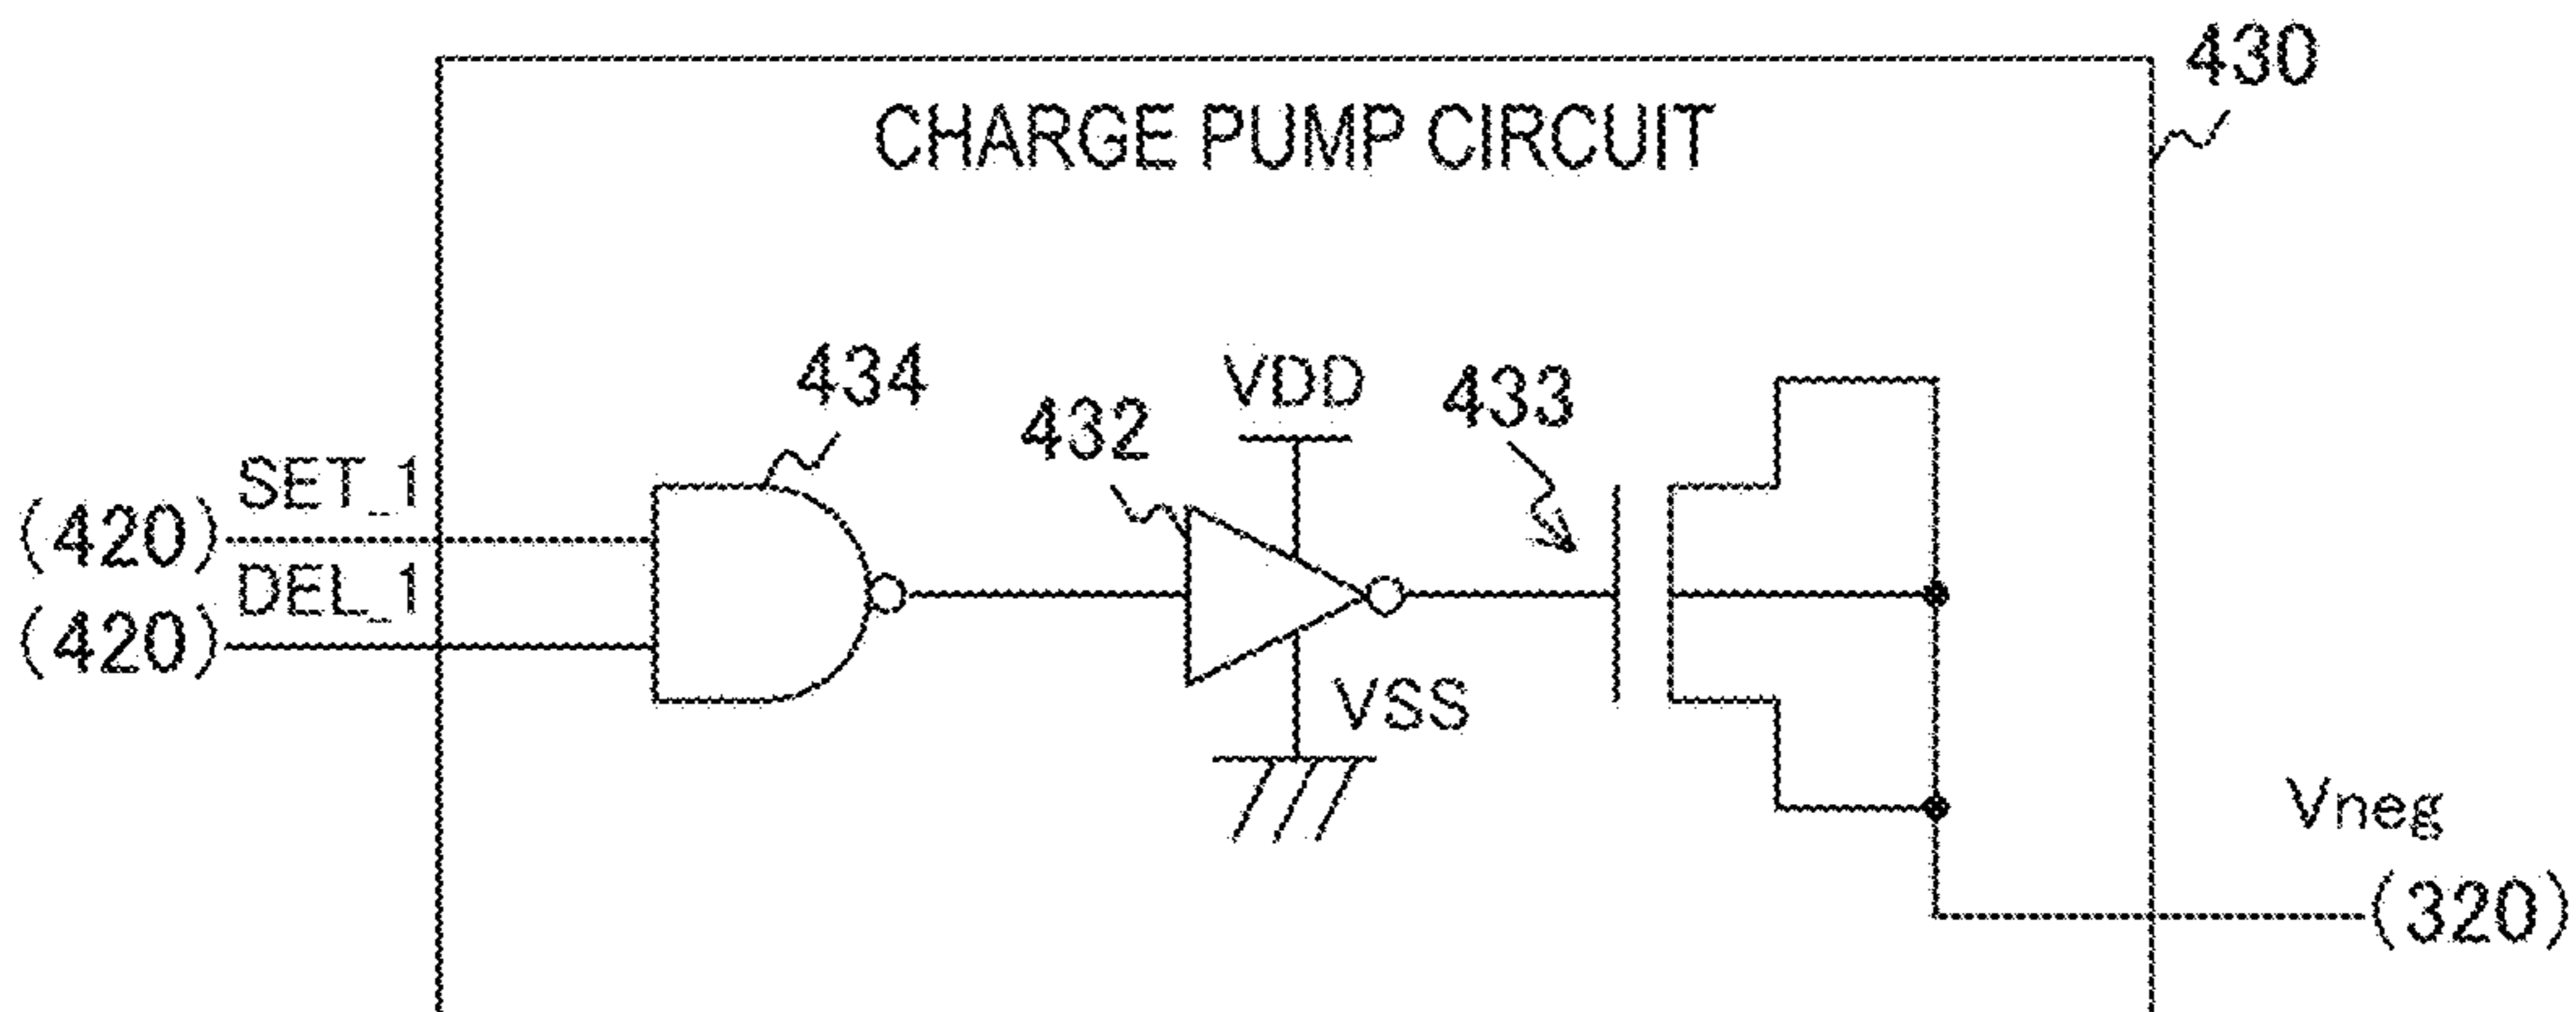 430
CHARGE PUMP CIRCUIT
434
432
VDD
433
(420)
SET_1
(420)
DEL_1
VSS
Vneg
(320)